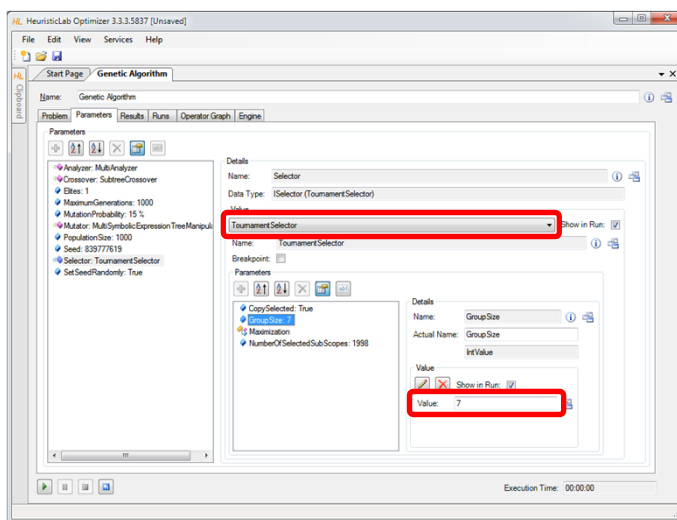 HL HeuristicLab Optimizer 3.3.3.5837 [Unsaved]
File Edit View Services Help
HL Start Page Genetic Algorithm
Clipboard
Name: Genetic Algorithm
Problem Parameters Results Runs Operator Graph Engine
Parameters
Analyzer: MultiAnalyzer
Crossover: SubtreeCrossover
Elites: 1
MaximumGenerations: 1000
MutationProbability: 15 %
Mutator: MultiSymbolicExpressionTreeManipula
PopulationSize: 1000
Seed: 839777619
Selector: TournamentSelector
SetSeedRandomly: True
Details
Name: Selector
Data Type: ISelector (TournamentSelector)
Value
TournamentSelector Show in Run:
Name: TournamentSelector
Breakpoint:
Parameters
CopySelected: True
GroupSize: 7
Maximization
NumberOfSelectedSubScopes: 1998
Details
Name: GroupSize
Actual Name: GroupSize
IntValue
Value
Show in Run:
Value: 7
Execution Time: 00:00:00